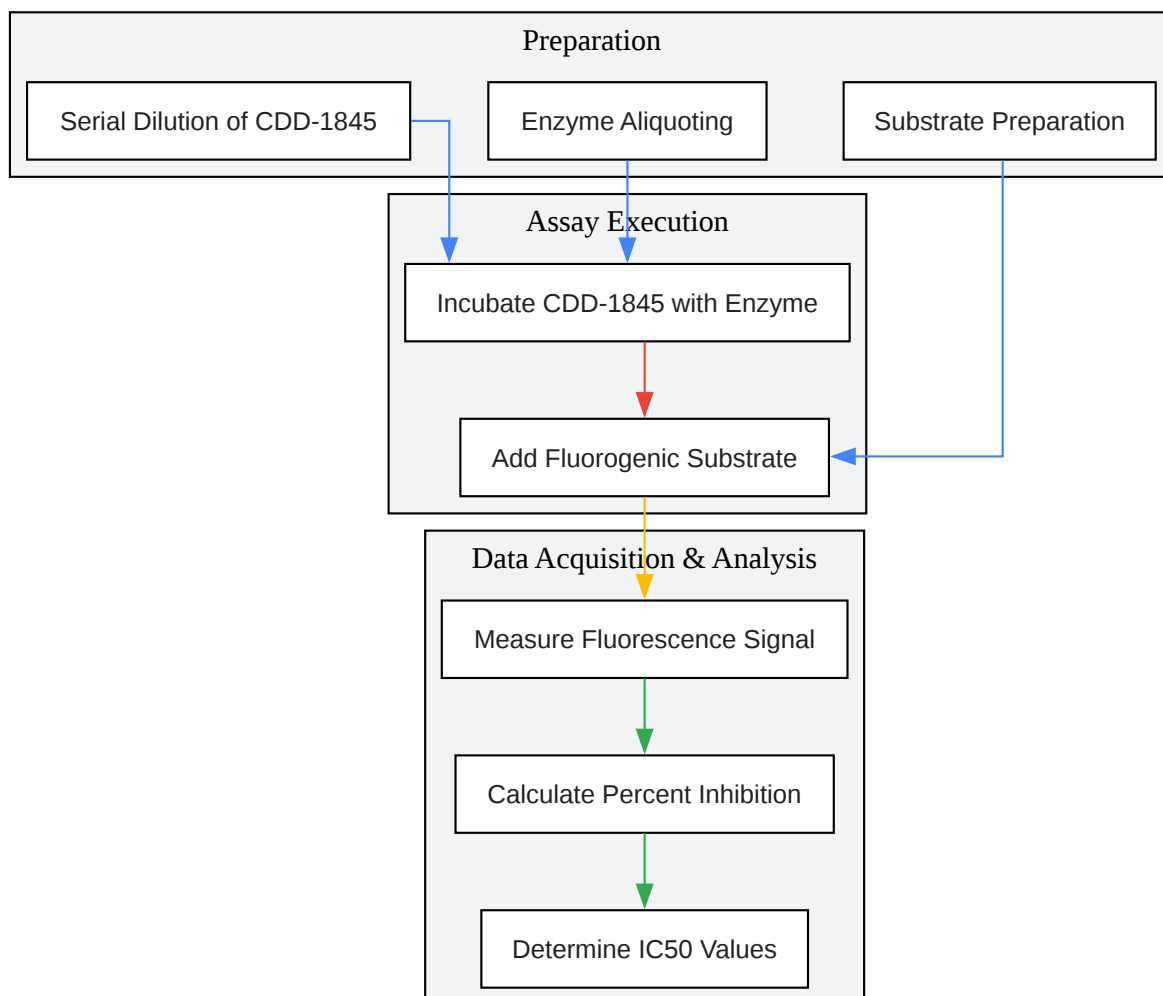 Preparation
Serial Dilution of CDD-1845
Enzyme Aliquoting
Substrate Preparation
Assay Execution
Incubate CDD-1845 with Enzyme
Add Fluorogenic Substrate
Data Acquisition & Analysis
Measure Fluorescence Signal
Calculate Percent Inhibition
Determine IC50 Values